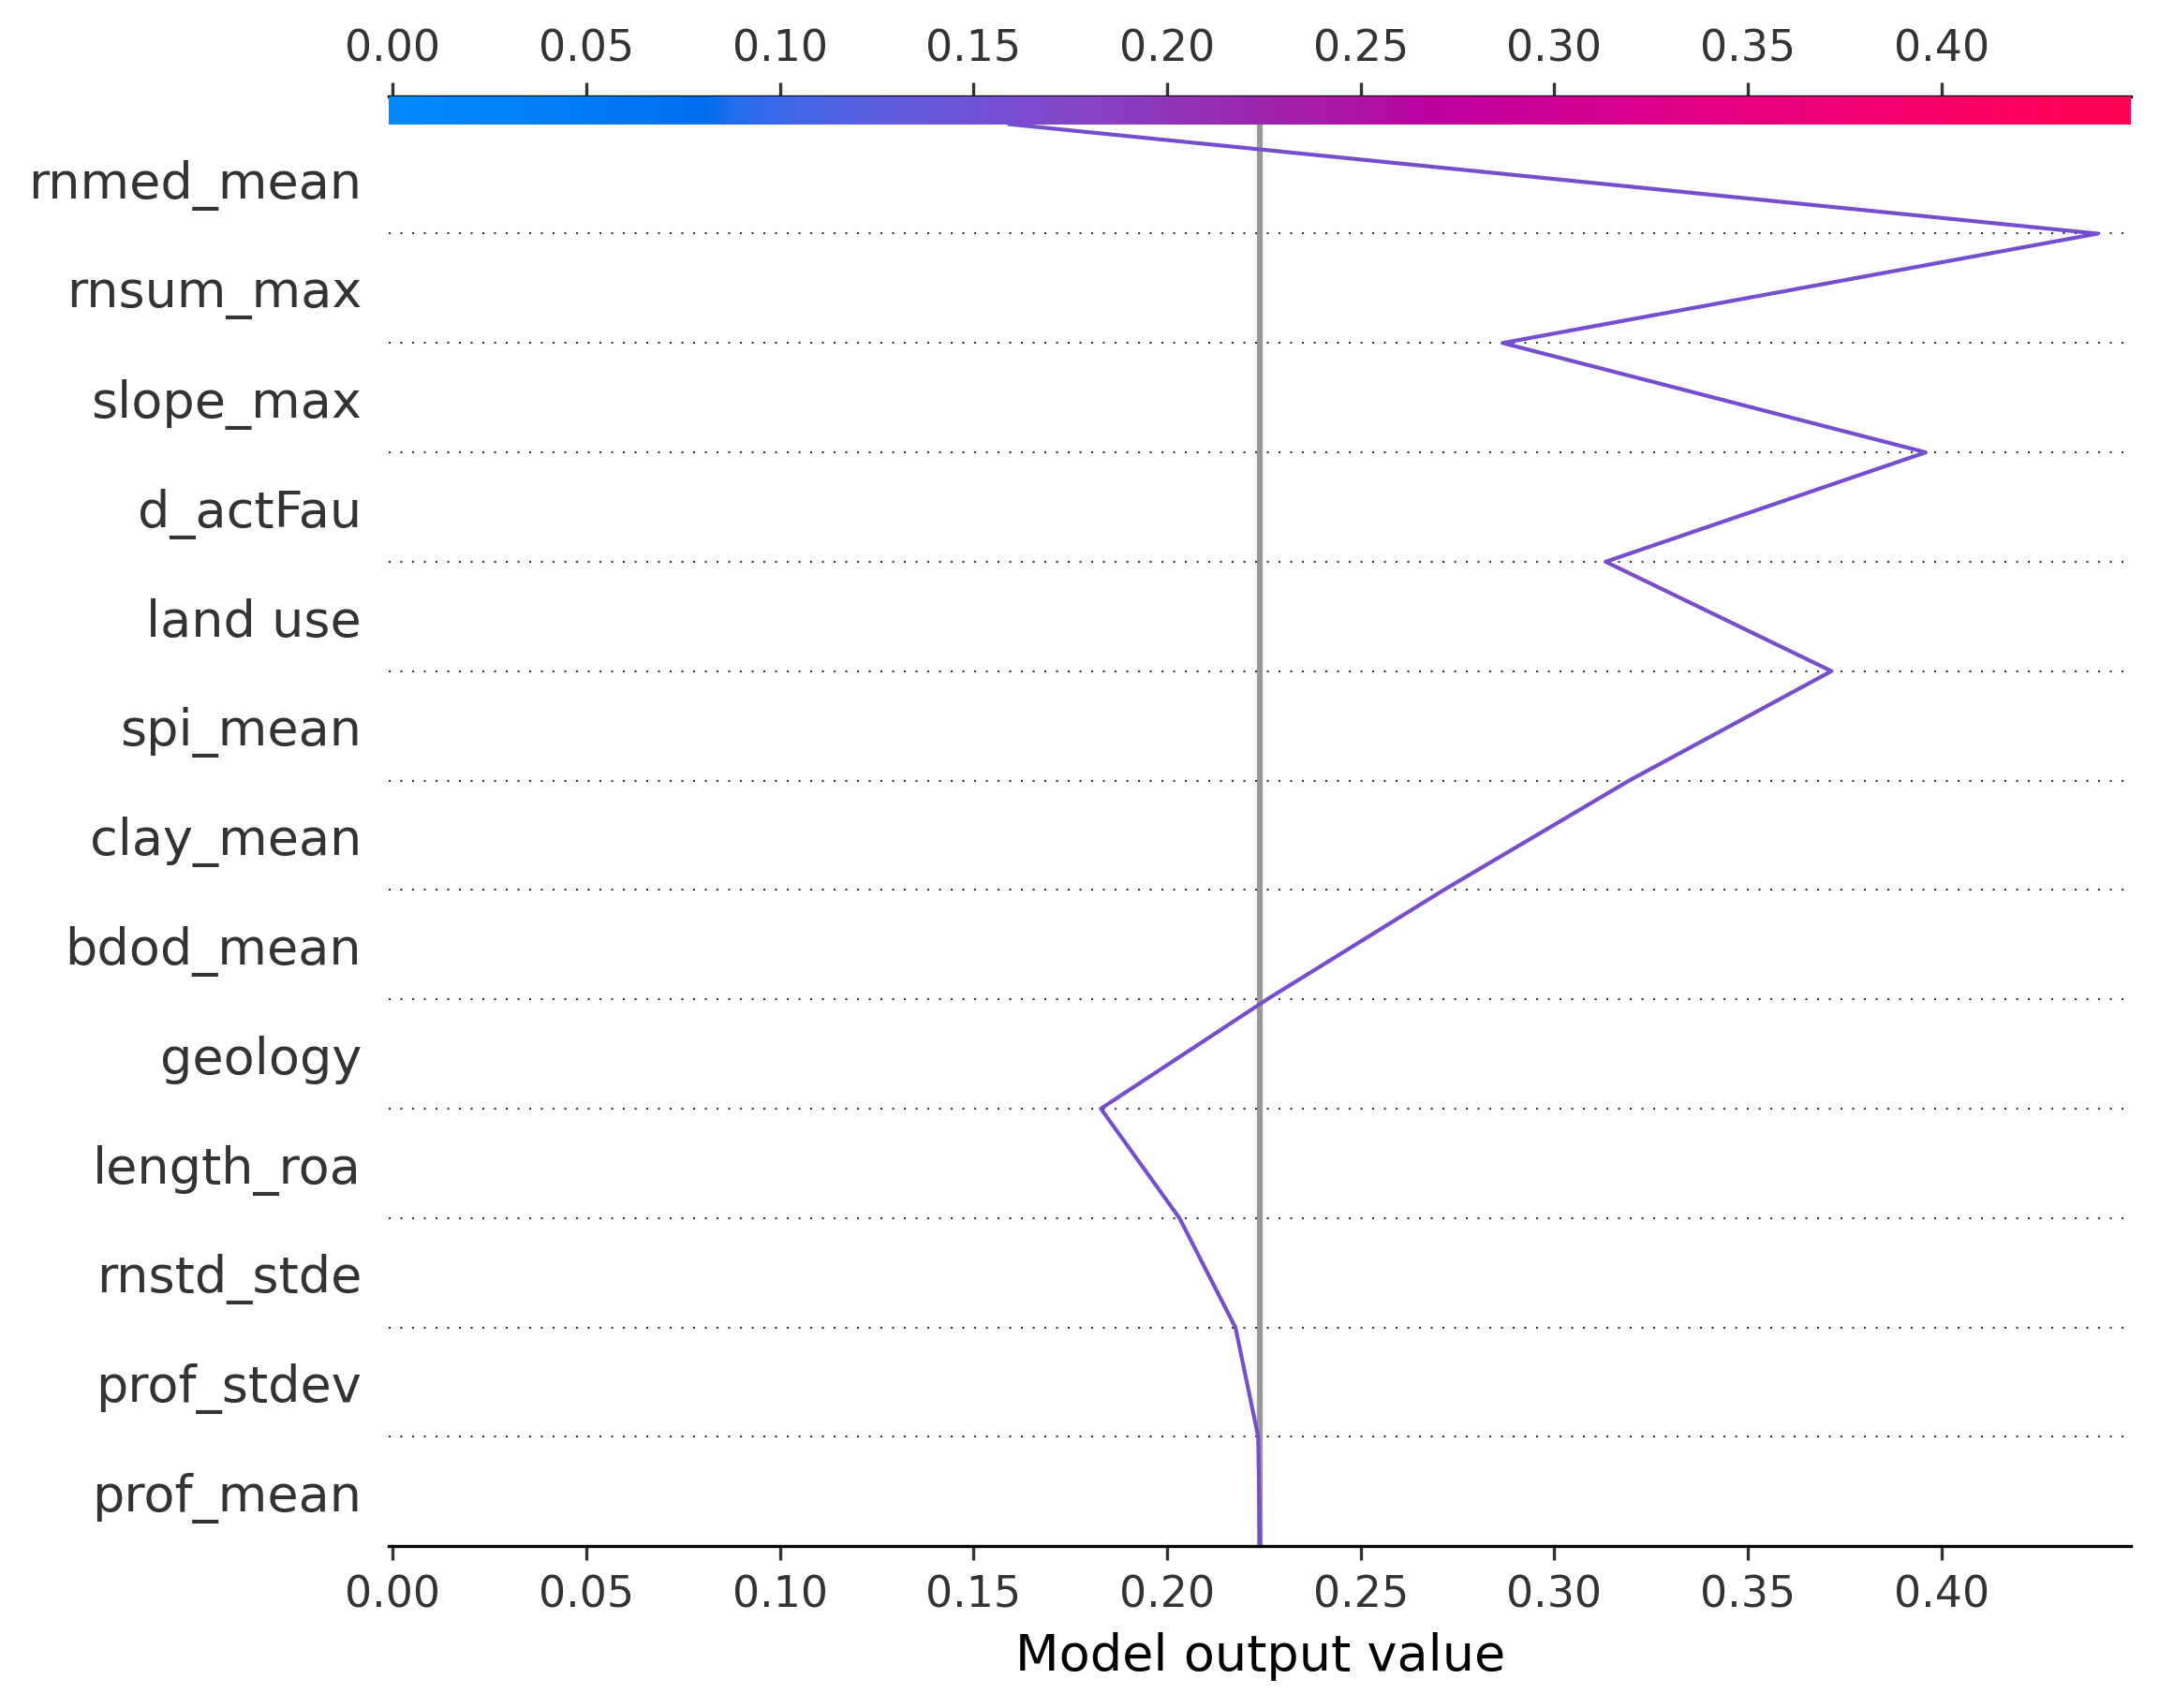 0.00 0.05 0.10 0.15 0.20 0.25 0.30 0.35 0.40
rnmed_mean
rnsum_max
slope_max
d_actFau
land use
spi_mean
clay_mean
bdod_mean
geology
length_roa
rnstd_stde
prof_stdev
prof_mean
0.00 0.05 0.10 0.15 0.20 0.25 0.30 0.35 0.40
Model output value